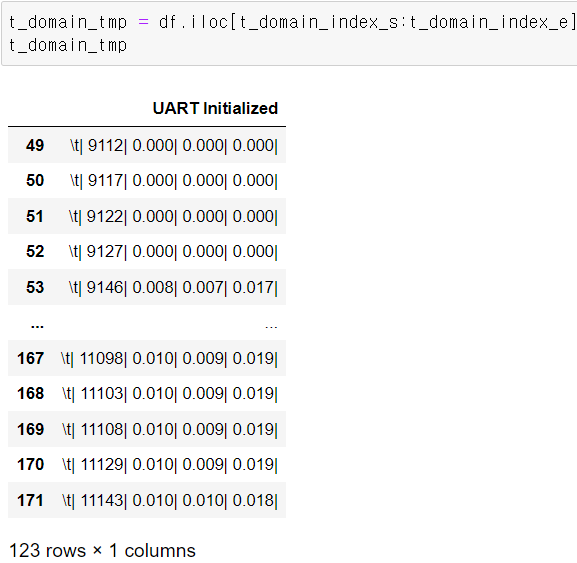 t_domain_tmp = df.iloc[t_domain_index_s:t_domain_index_e]
t_domain_tmp
UART Initialized
49 \t| 9112| 0.000| 0.000| 0.000|
50 \t| 9117| 0.000| 0.000| 0.000|
51 \t| 9122| 0.000| 0.000| 0.000|
52 \t| 9127| 0.000| 0.000| 0.000|
53 \t| 9146| 0.008| 0.007| 0.017|
... ...
167 \t| 11098| 0.010| 0.009| 0.019|
168 \t| 11103| 0.010| 0.009| 0.019|
169 \t| 11108| 0.010| 0.009| 0.019|
170 \t| 11129| 0.010| 0.009| 0.019|
171 \t| 11143| 0.010| 0.010| 0.018|
123 rows × 1 columns